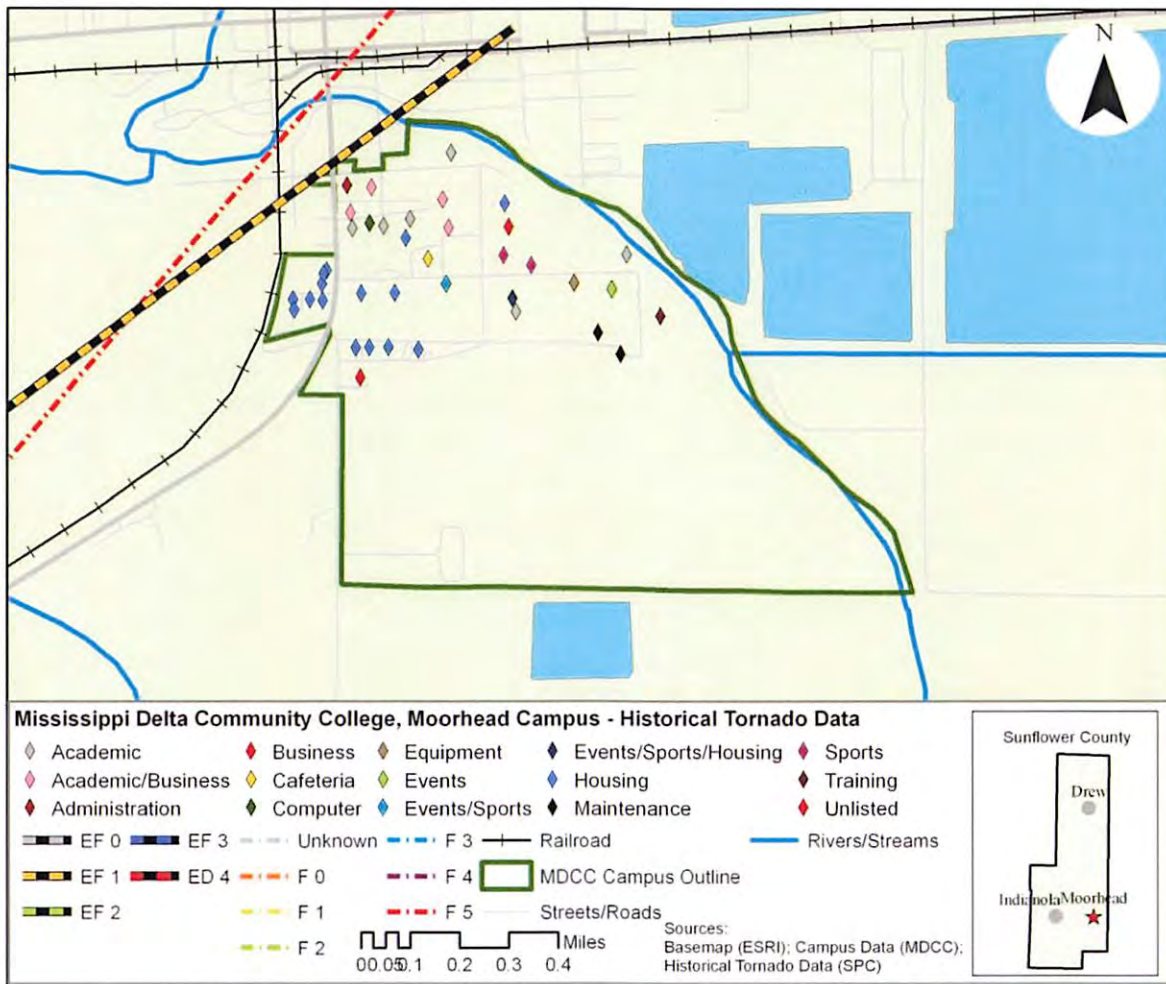 N
Mississippi Delta Community College, Moorhead Campus - Historical Tornado Data
Academic
Business
Equipment
Events/Sports/Housing
Sports
Academic/Business
Cafeteria
Events
Housing
Training
Administration
Computer
Events/Sports
Maintenance
Unlisted
EF 0
EF 3
Unknown
F 3
Railroad
Rivers/Streams
EF 1
ED 4
F 0
F 4
MDCC Campus Outline
EF 2
F 1
F 5
Streets/Roads
F 2
Miles
00.050.1 0.2 0.3 0.4
Sources:
Basemap (ESRI); Campus Data (MDCC);
Historical Tornado Data (SPC)
Sunflower County
Drew
Indianola
Moorhead